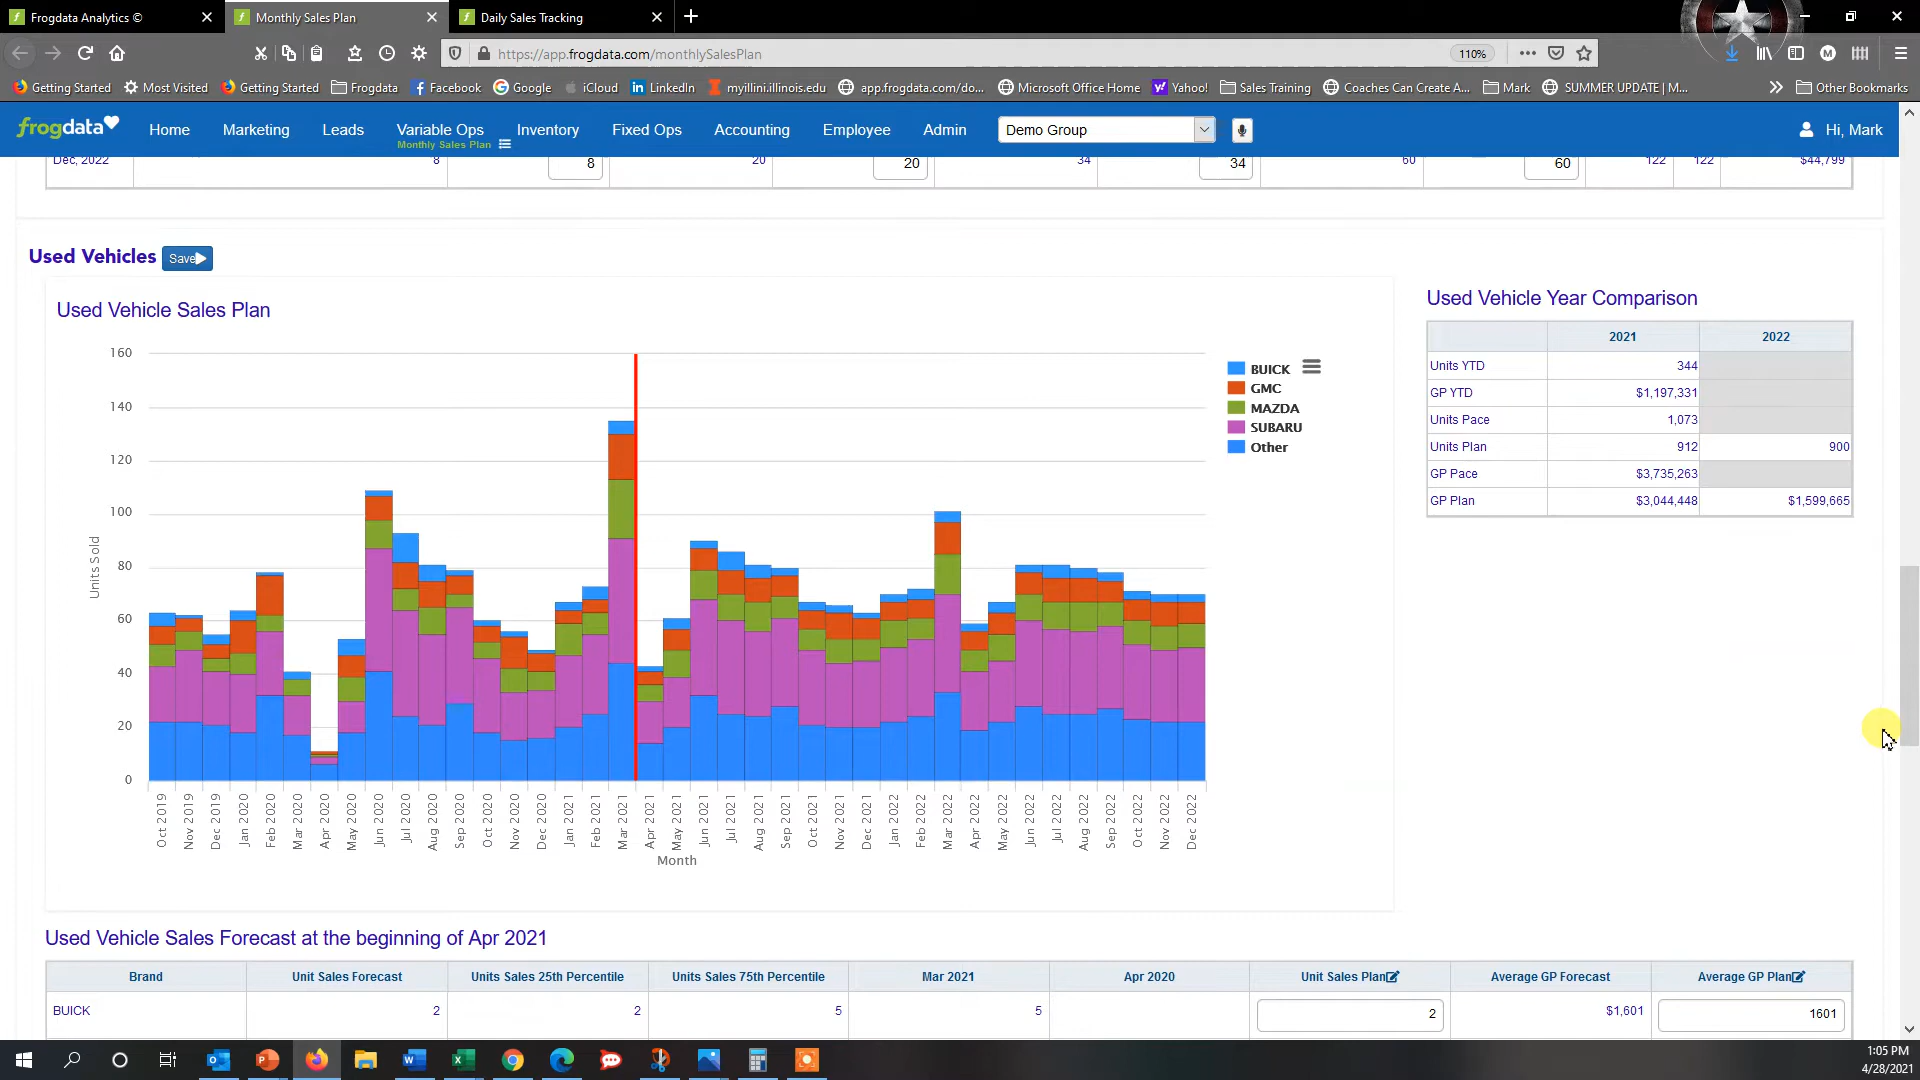 Frogdata Analytics ©
Monthly Sales Plan
Daily Sales Tracking
https://app.frogdata.com/monthlySalesPlan
110%
Getting Started
Most Visited
Getting Started
Frogdata
Facebook
Google
iCloud
LinkedIn
myillini.illinois.edu
app.frogdata.com/do...
Microsoft Office Home
Yahoo!
Sales Training
Coaches Can Create A...
Mark
SUMMER UPDATE | M...
Other Bookmarks
frogdata
Home
Marketing
Leads
Variable Ops
Monthly Sales Plan
Inventory
Fixed Ops
Accounting
Employee
Admin
Demo Group
Hi, Mark
Dec, 2022 8 8 20 20 34 34 60 60 122 122 $44,799
Used Vehicles
Save
Used Vehicle Sales Plan
160
140
120
100
80
60
40
20
0
Units Sold
BUICK
GMC
MAZDA
SUBARU
Other
Oct 2019
Nov 2019
Dec 2019
Jan 2020
Feb 2020
Mar 2020
Apr 2020
May 2020
Jun 2020
Jul 2020
Aug 2020
Sep 2020
Oct 2020
Nov 2020
Dec 2020
Jan 2021
Feb 2021
Mar 2021
Apr 2021
May 2021
Jun 2021
Jul 2021
Aug 2021
Sep 2021
Oct 2021
Nov 2021
Dec 2021
Jan 2022
Feb 2022
Mar 2022
Apr 2022
May 2022
Jun 2022
Jul 2022
Aug 2022
Sep 2022
Oct 2022
Nov 2022
Dec 2022
Month
Used Vehicle Year Comparison
2021 2022
Units YTD 344
GP YTD $1,197,331
Units Pace 1,073
Units Plan 912 900
GP Pace $3,735,263
GP Plan $3,044,448 $1,599,665
Used Vehicle Sales Forecast at the beginning of Apr 2021
Brand Unit Sales Forecast Units Sales 25th Percentile Units Sales 75th Percentile Mar 2021 Apr 2020 Unit Sales Plan Average GP Forecast Average GP Plan
BUICK 2 2 5 5 2 $1,601 1601
1:05 PM
4/28/2021